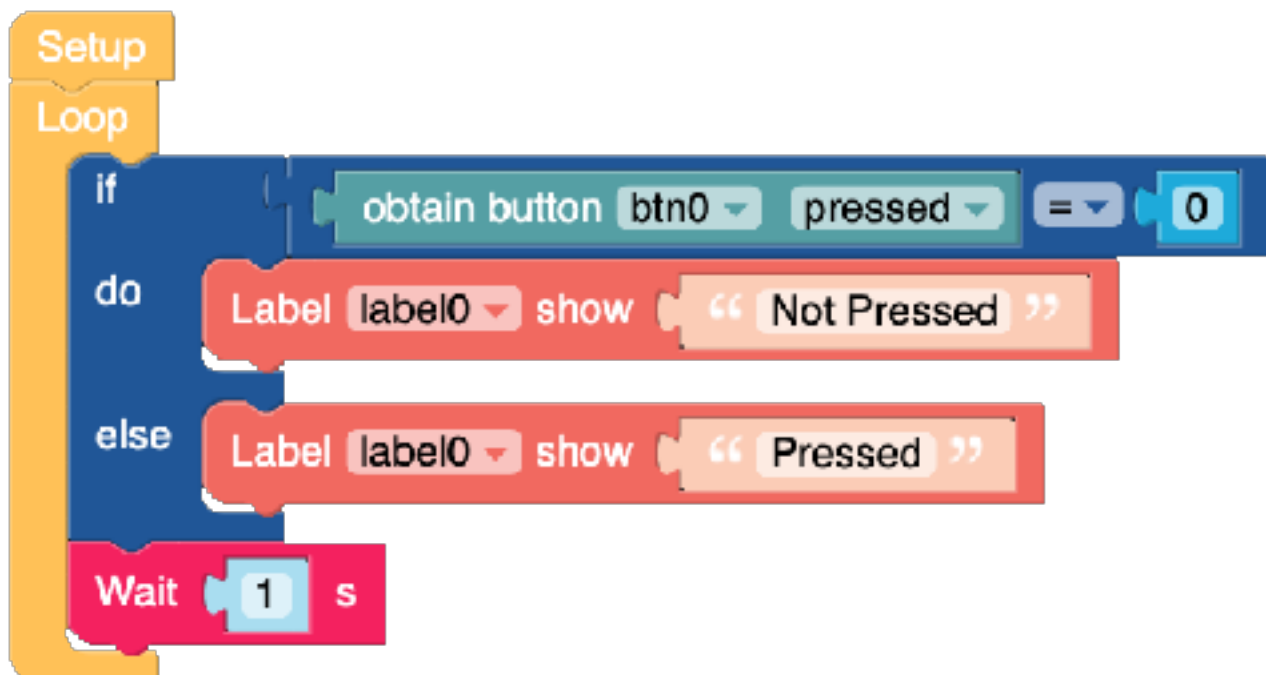 Setup
Loop
if obtain button btn0 pressed = 0
do Label label0 show “ Not Pressed ”
else Label label0 show “ Pressed ”
Wait 1 s